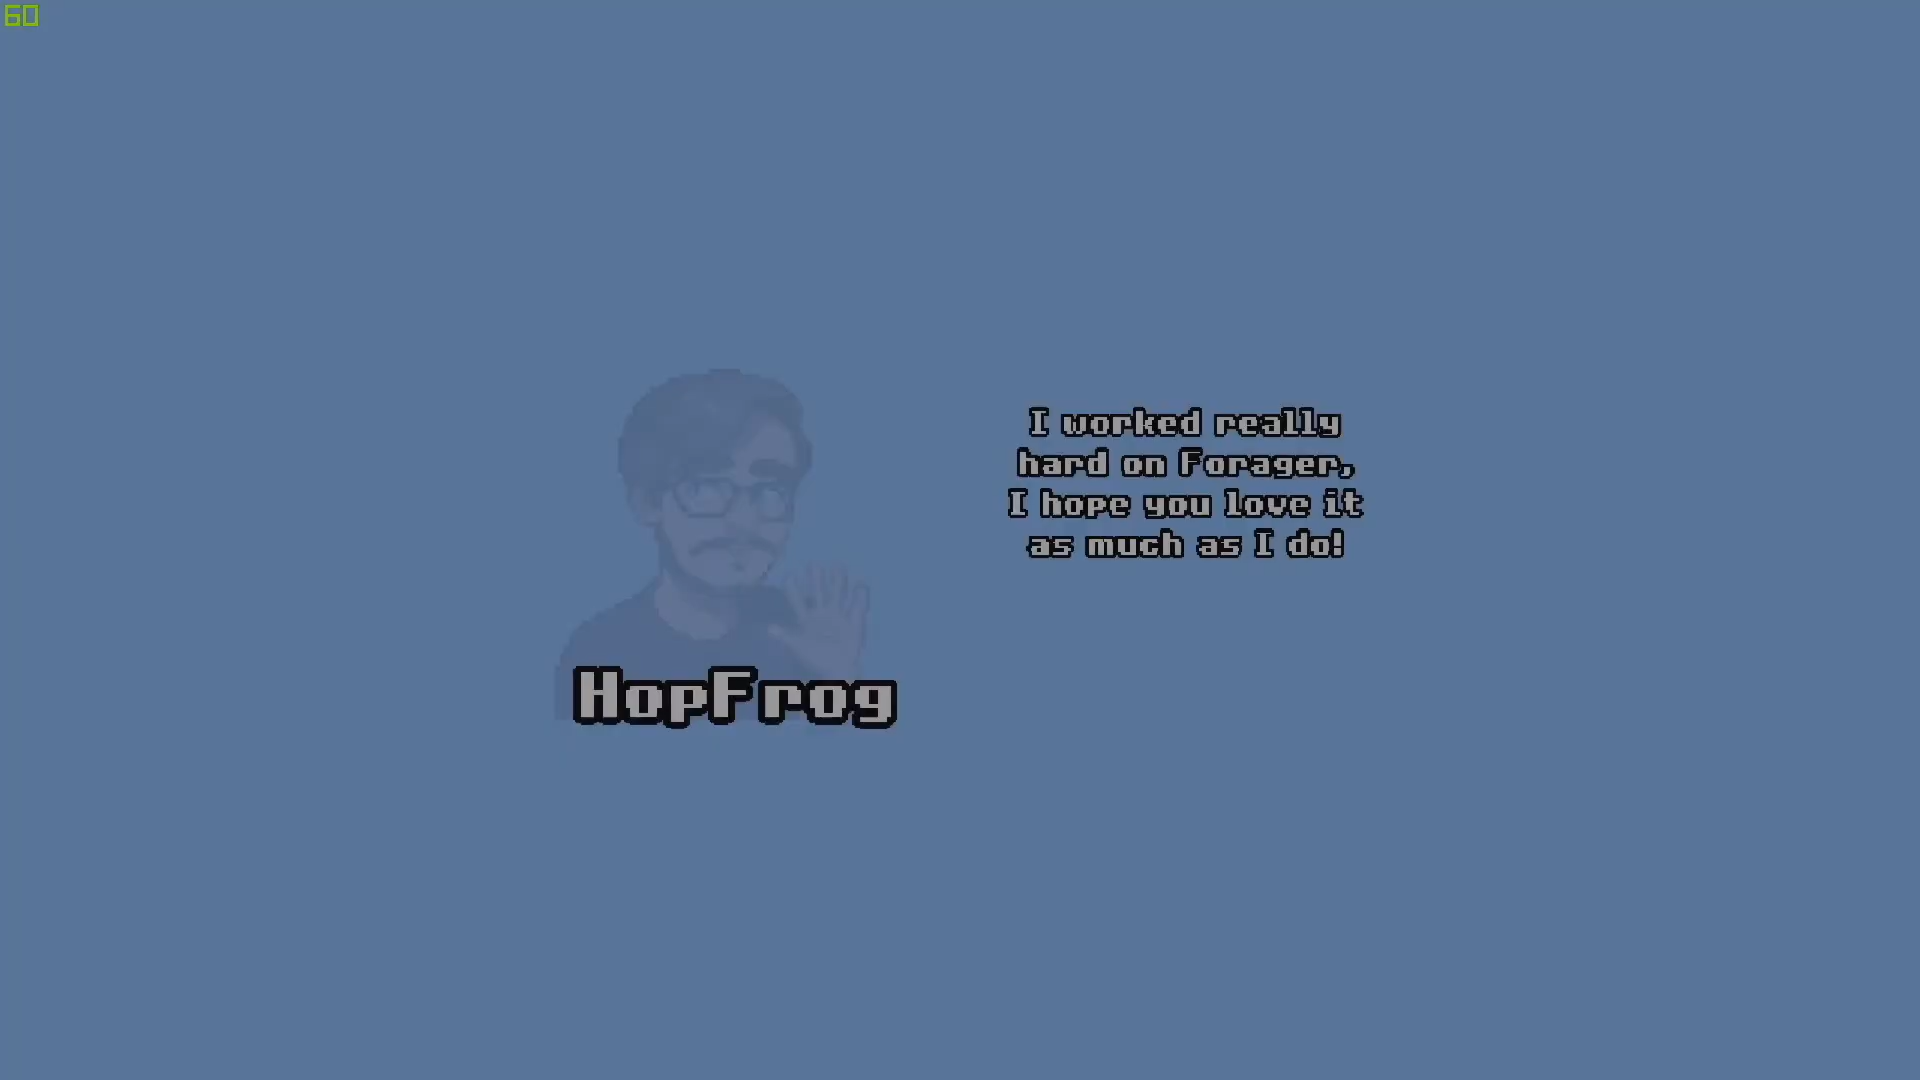 60
I worked really
hard on Forager,
I hope you love it
as much as I do!
HopFrog